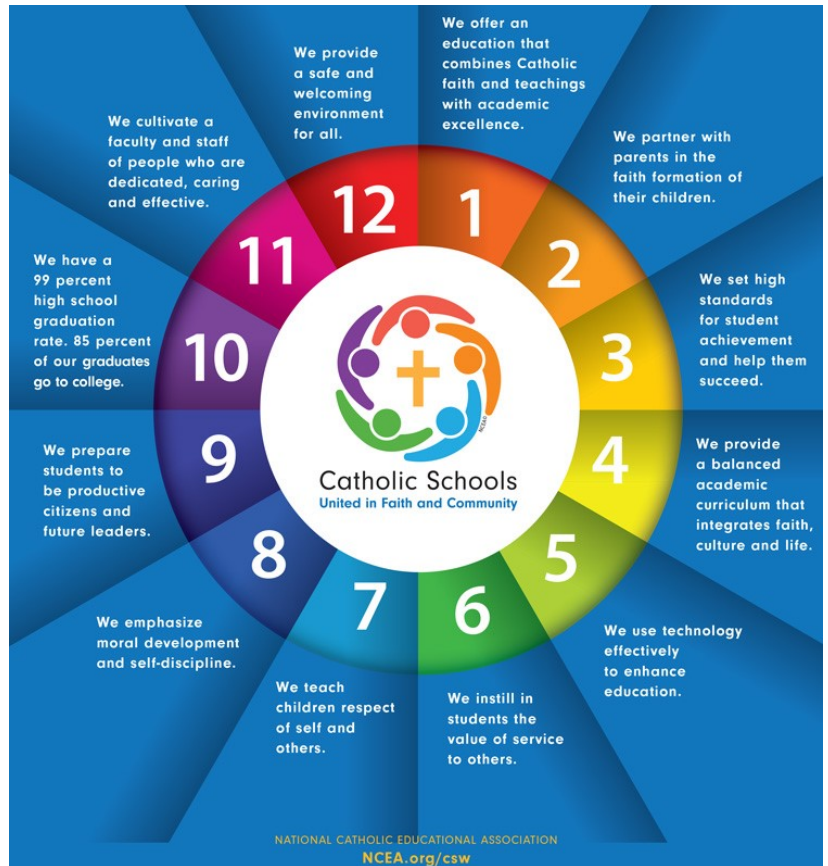 We offer an
education that
combines Catholic
faith and teachings
with academic
excellence.
1
We partner with
parents in the
faith formation of
their children.
2
We set high
standards
for student
achievement
and help them
succeed.
3
We provide
a balanced
academic
curriculum that
integrates faith,
culture and life.
4
We use technology
effectively
to enhance
education.
5
We instill in
students the
value of service
to others.
6
We teach
children respect
of self and
others.
7
We emphasize
moral development
and self-discipline.
8
We prepare
students to
be productive
citizens and
future leaders.
9
We have a
99 percent
high school
graduation
rate. 85 percent
of our graduates
go to college.
10
We cultivate a
faculty and staff
of people who are
dedicated, caring
and effective.
11
We provide
a safe and
welcoming
environment
for all.
12
NCEA©
Catholic Schools
United in Faith and Community
NATIONAL CATHOLIC EDUCATIONAL ASSOCIATION
NCEA.org/csw